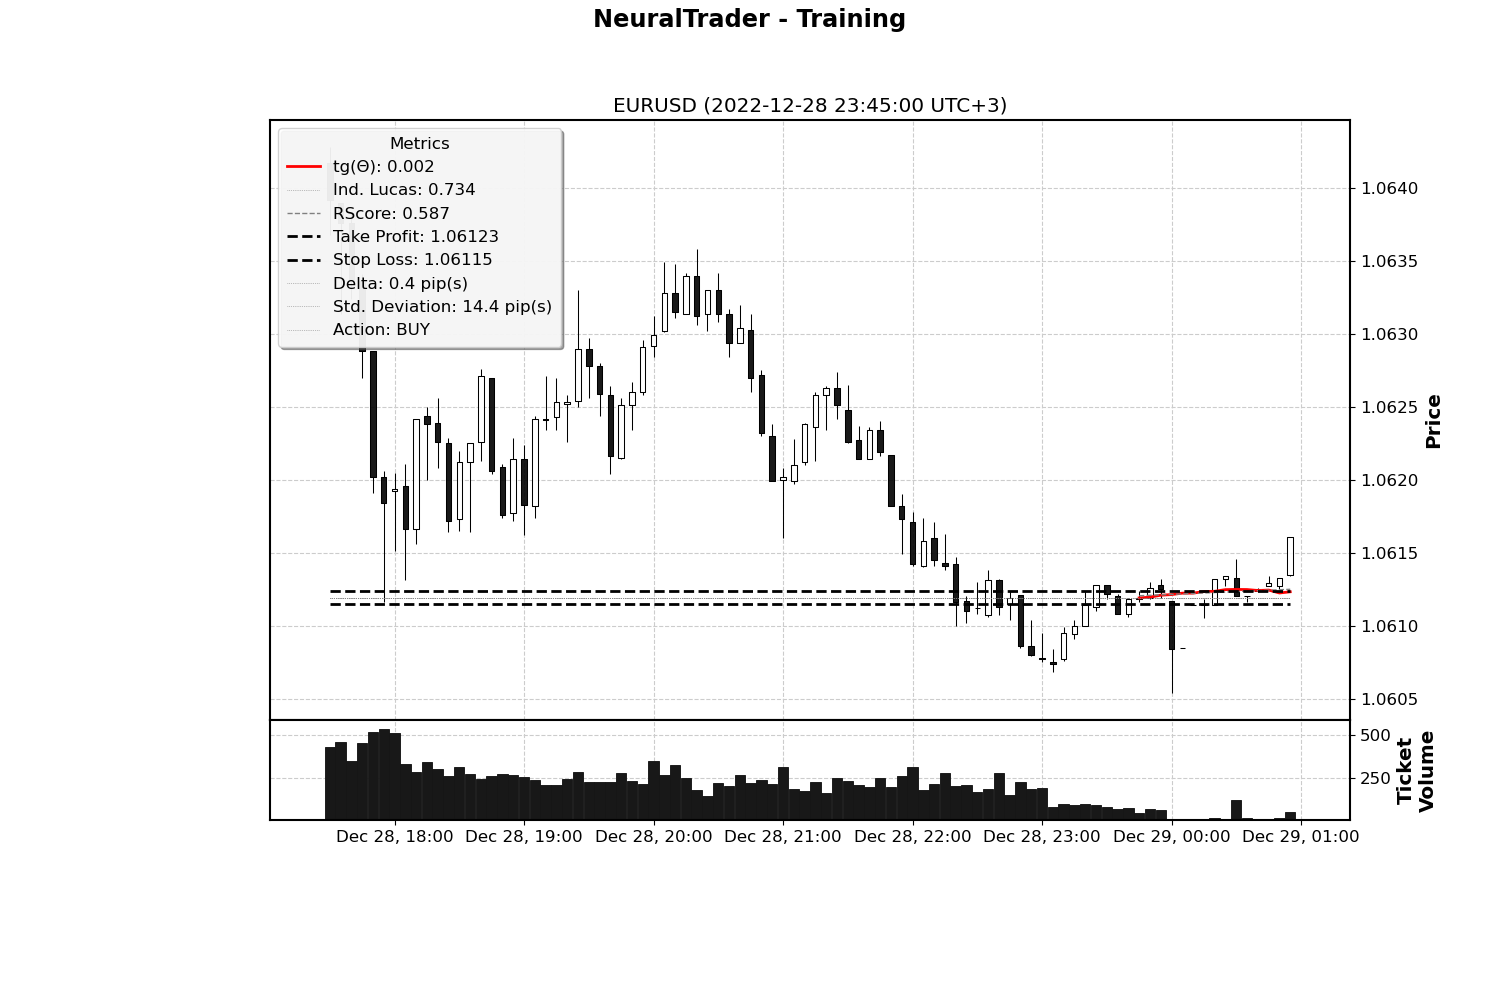 NeuralTrader - Training
EURUSD (2022-12-28 23:45:00 UTC+3)
Metrics
tg(Θ): 0.002
Ind. Lucas: 0.734
RScore: 0.587
Take Profit: 1.06123
Stop Loss: 1.06115
Delta: 0.4 pip(s)
Std. Deviation: 14.4 pip(s)
Action: BUY
1.0640
1.0635
1.0630
1.0625
1.0620
1.0615
1.0610
1.0605
Price
500
250
Ticket
Volume
Dec 28, 18:00 Dec 28, 19:00 Dec 28, 20:00 Dec 28, 21:00 Dec 28, 22:00 Dec 28, 23:00 Dec 29, 00:00 Dec 29, 01:00